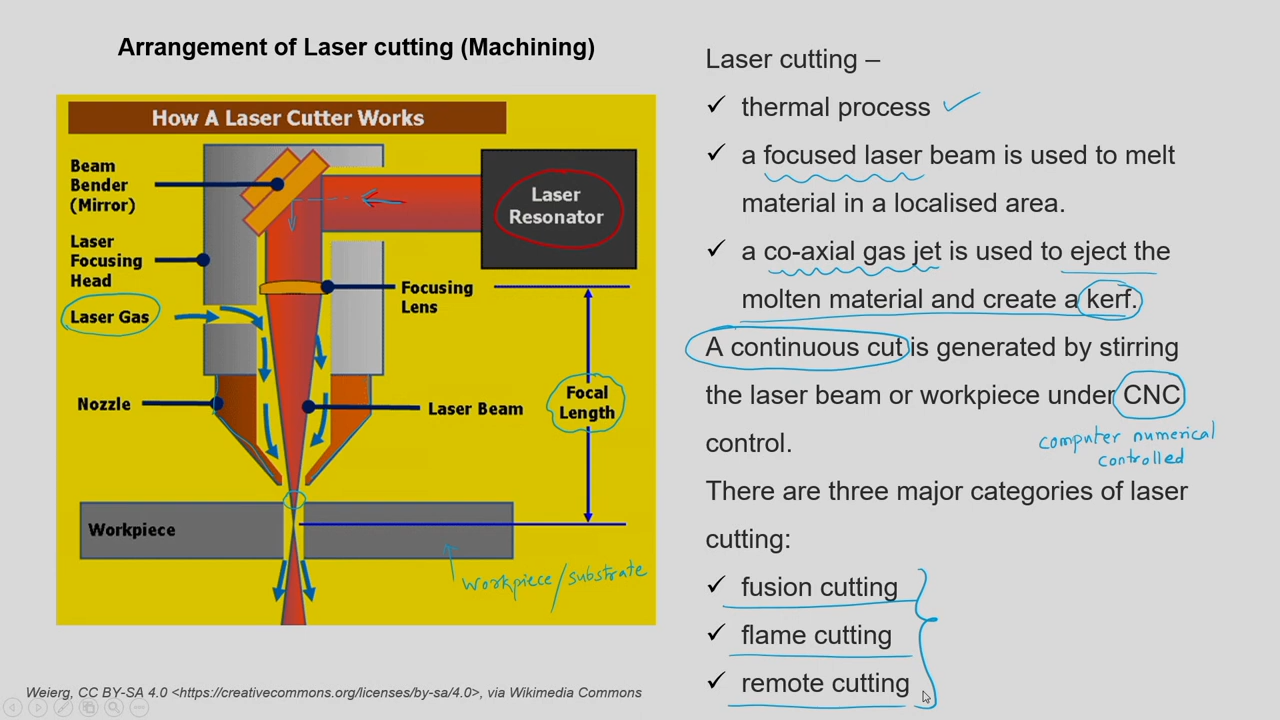 Arrangement of Laser cutting (Machining)
How A Laser Cutter Works
Beam
Bender
(Mirror)
Laser
Resonator
Laser
Focusing
Head
Focusing
Lens
Laser Gas
Nozzle
Laser Beam
Focal
Length
Workpiece
workpiece/substrate
Weierg, CC BY-SA 4.0 <https://creativecommons.org/licenses/by-sa/4.0>, via Wikimedia Commons
Laser cutting –
✓ thermal process
✓ a focused laser beam is used to melt
material in a localised area.
✓ a co-axial gas jet is used to eject the
molten material and create a kerf.
A continuous cut is generated by stirring
the laser beam or workpiece under CNC
computer numerical
controlled
control.
There are three major categories of laser
cutting:
✓ fusion cutting
✓ flame cutting
✓ remote cutting